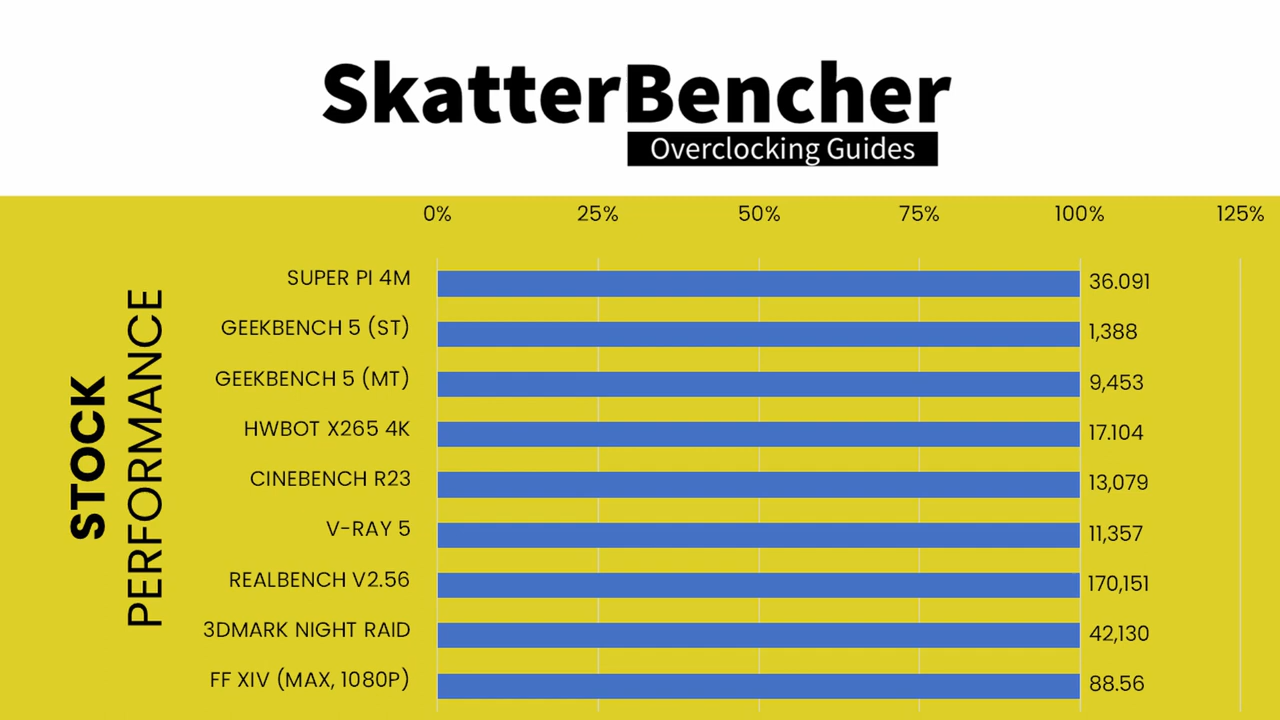 SkatterBencher
Overclocking Guides
0% 25% 50% 75% 100% 125%
STOCK
PERFORMANCE
SUPER PI 4M 36.091
GEEKBENCH 5 (ST) 1,388
GEEKBENCH 5 (MT) 9,453
HWBOT X265 4K 17.104
CINEBENCH R23 13,079
V-RAY 5 11,357
REALBENCH V2.56 170,151
3DMARK NIGHT RAID 42,130
FF XIV (MAX, 1080P) 88.56